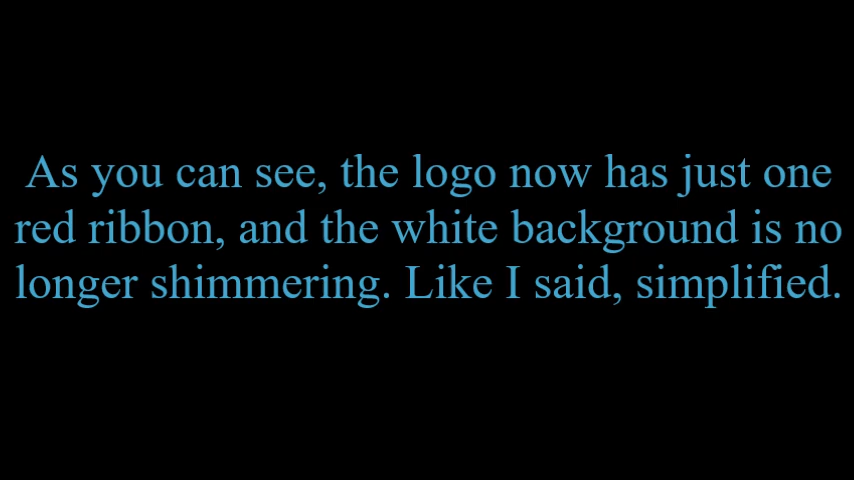 As you can see, the logo now has just one
red ribbon, and the white background is no
longer shimmering. Like I said, simplified.